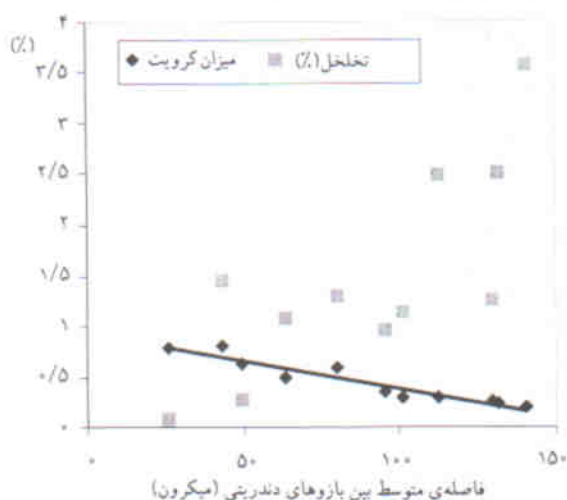 (٪)
۴
۳/۵
۳
۲/۵
۲
۱/۵
۱
۰/۵
۰
میزان کرویت
تخلخل(٪)
۰ ۵۰ ۱۰۰ ۱۵۰
فاصله‌ی متوسط بین بازوهای دندریتی (میکرون)